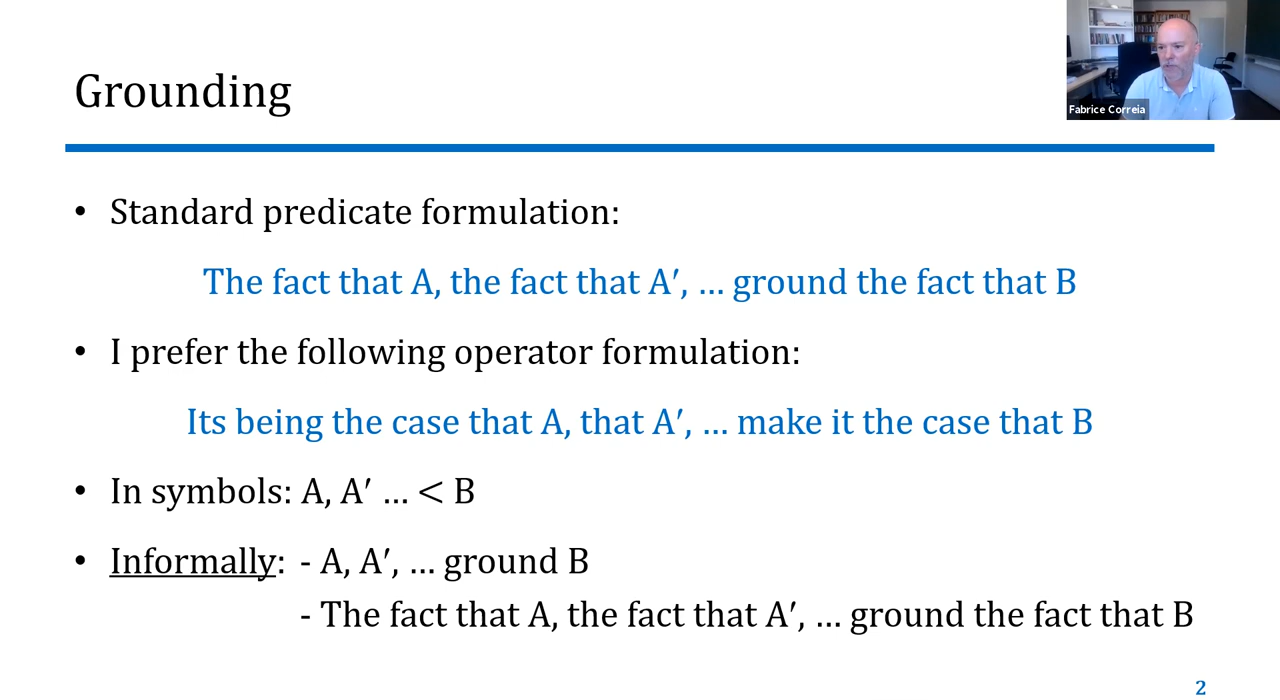 Grounding
Fabrice Correia
• Standard predicate formulation:
The fact that A, the fact that A′, … ground the fact that B
• I prefer the following operator formulation:
Its being the case that A, that A′, … make it the case that B
• In symbols: A, A′ … < B
• Informally: - A, A′, … ground B
- The fact that A, the fact that A′, … ground the fact that B
2